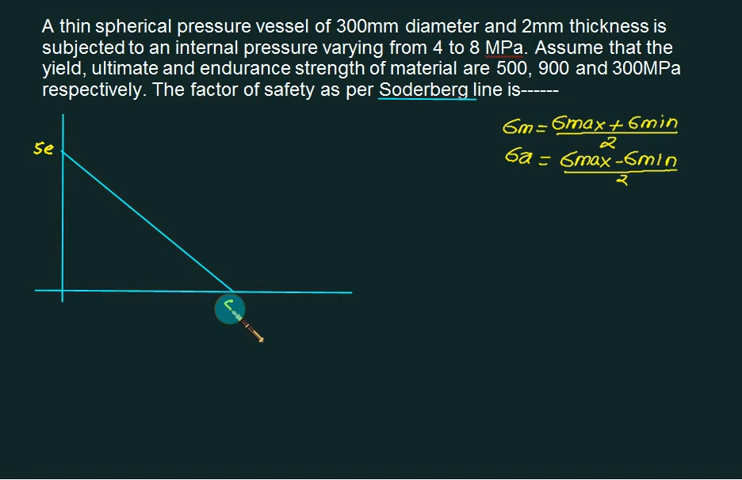 A thin spherical pressure vessel of 300mm diameter and 2mm thickness is
subjected to an internal pressure varying from 4 to 8 MPa. Assume that the
yield, ultimate and endurance strength of material are 500, 900 and 300MPa
respectively. The factor of safety as per Soderberg line is------
σm = σmax + σmin
2
σa = σmax - σmin
2
Se
S